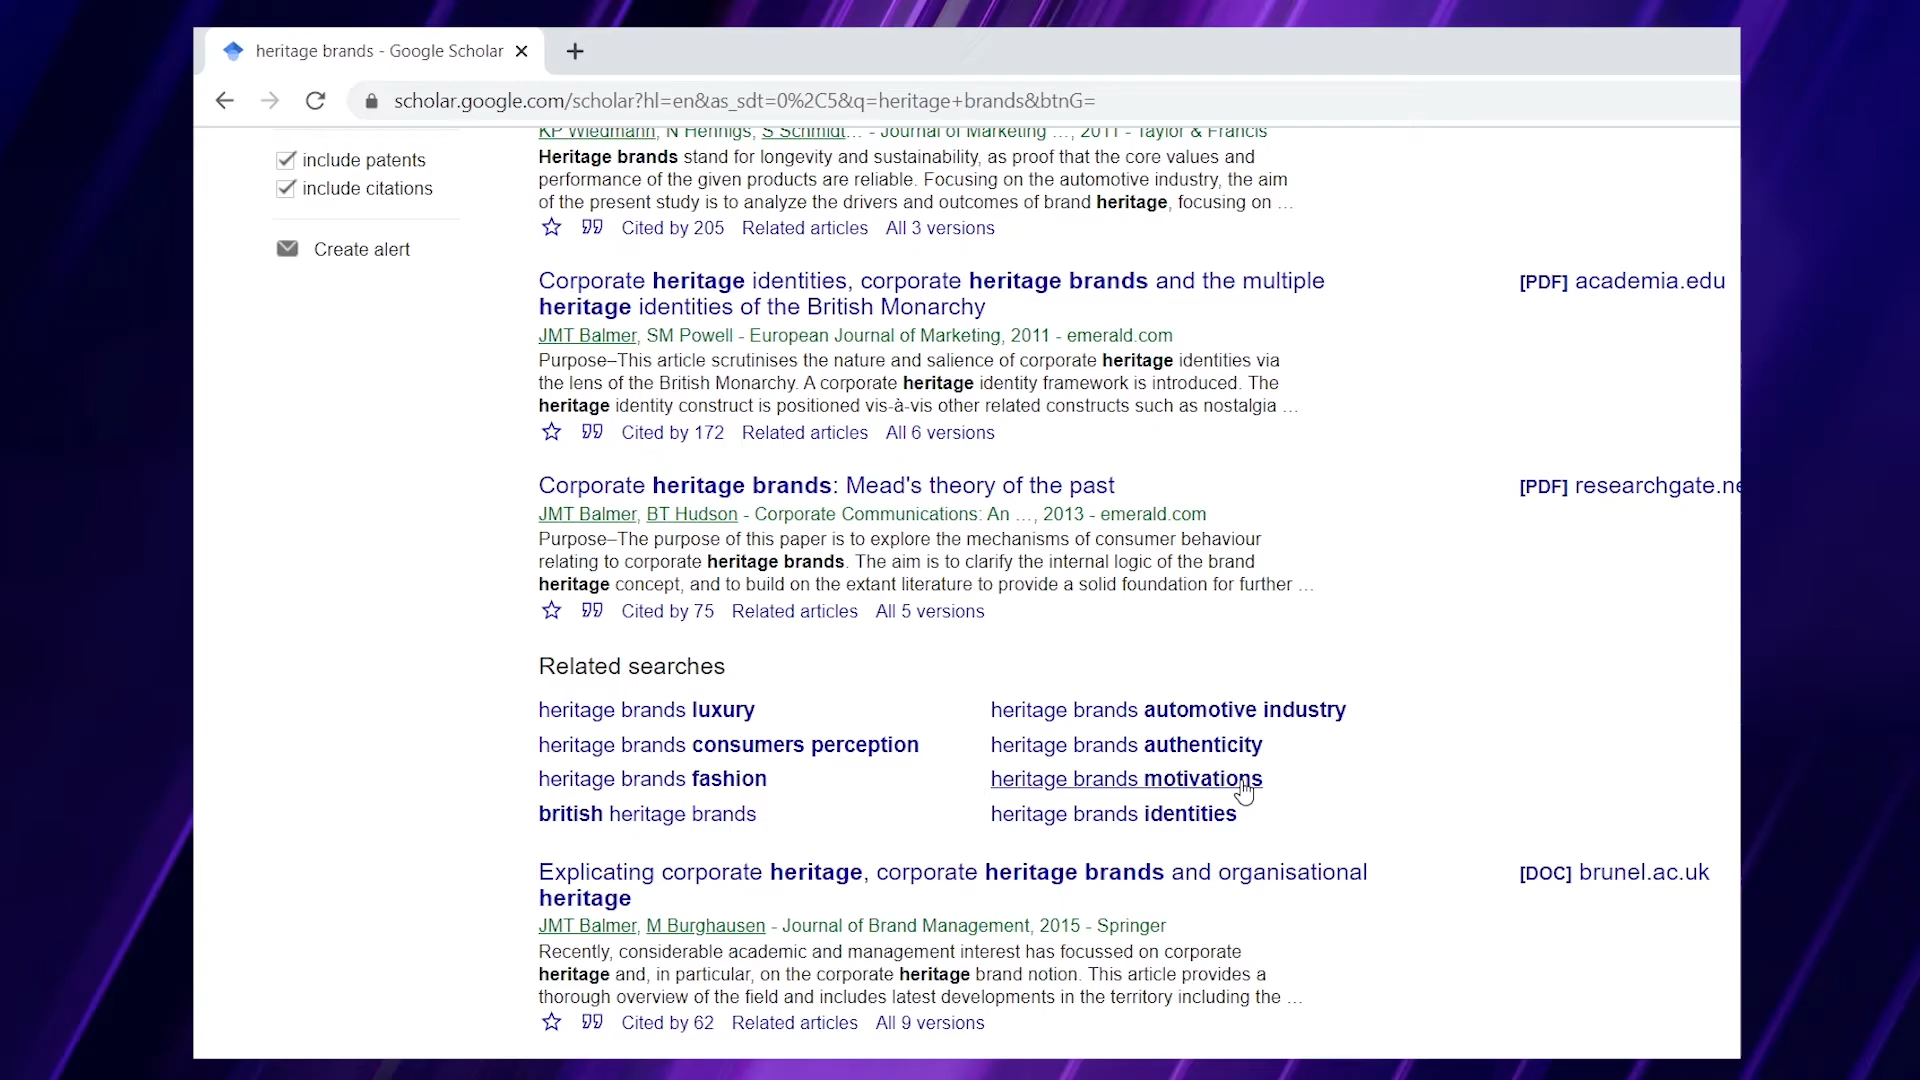 heritage brands - Google Scholar
scholar.google.com/scholar?hl=en&as_sdt=0%2C5&q=heritage+brands&btnG=
KP Wiedmann, N Hennigs, S Schmidt... - Journal of Marketing ..., 2011 - Taylor & Francis
include patents
include citations
Create alert
Heritage brands stand for longevity and sustainability, as proof that the core values and
performance of the given products are reliable. Focusing on the automotive industry, the aim
of the present study is to analyze the drivers and outcomes of brand heritage, focusing on ...
Cited by 205 Related articles All 3 versions
Corporate heritage identities, corporate heritage brands and the multiple
heritage identities of the British Monarchy
[PDF] academia.edu
JMT Balmer, SM Powell - European Journal of Marketing, 2011 - emerald.com
Purpose–This article scrutinises the nature and salience of corporate heritage identities via
the lens of the British Monarchy. A corporate heritage identity framework is introduced. The
heritage identity construct is positioned vis-à-vis other related constructs such as nostalgia ...
Cited by 172 Related articles All 6 versions
Corporate heritage brands: Mead's theory of the past
[PDF] researchgate.ne
JMT Balmer, BT Hudson - Corporate Communications: An ..., 2013 - emerald.com
Purpose–The purpose of this paper is to explore the mechanisms of consumer behaviour
relating to corporate heritage brands. The aim is to clarify the internal logic of the brand
heritage concept, and to build on the extant literature to provide a solid foundation for further ...
Cited by 75 Related articles All 5 versions
Related searches
heritage brands luxury
heritage brands consumers perception
heritage brands fashion
british heritage brands
heritage brands automotive industry
heritage brands authenticity
heritage brands motivations
heritage brands identities
Explicating corporate heritage, corporate heritage brands and organisational
heritage
[DOC] brunel.ac.uk
JMT Balmer, M Burghausen - Journal of Brand Management, 2015 - Springer
Recently, considerable academic and management interest has focussed on corporate
heritage and, in particular, on the corporate heritage brand notion. This article provides a
thorough overview of the field and includes latest developments in the territory including the ...
Cited by 62 Related articles All 9 versions